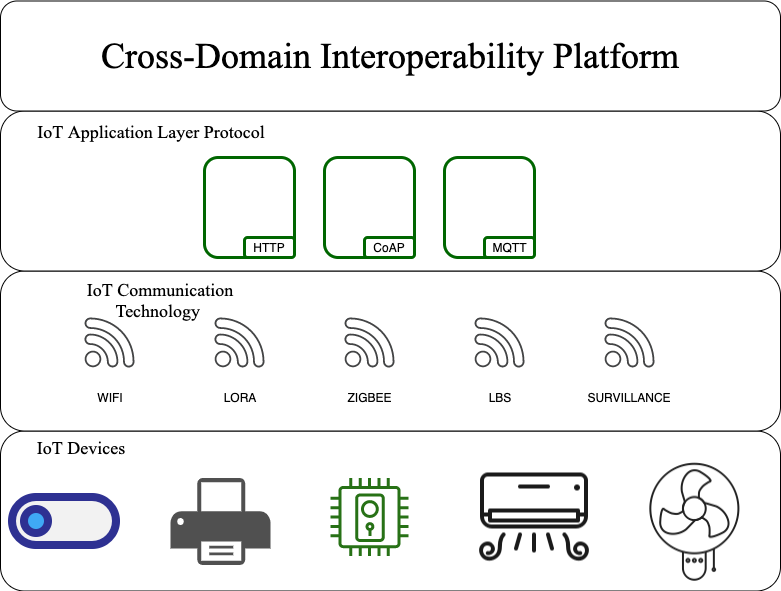 Cross-Domain Interoperability Platform
IoT Application Layer Protocol
HTTP
CoAP
MQTT
IoT Communication
Technology
WIFI
LORA
ZIGBEE
LBS
SURVILLANCE
IoT Devices